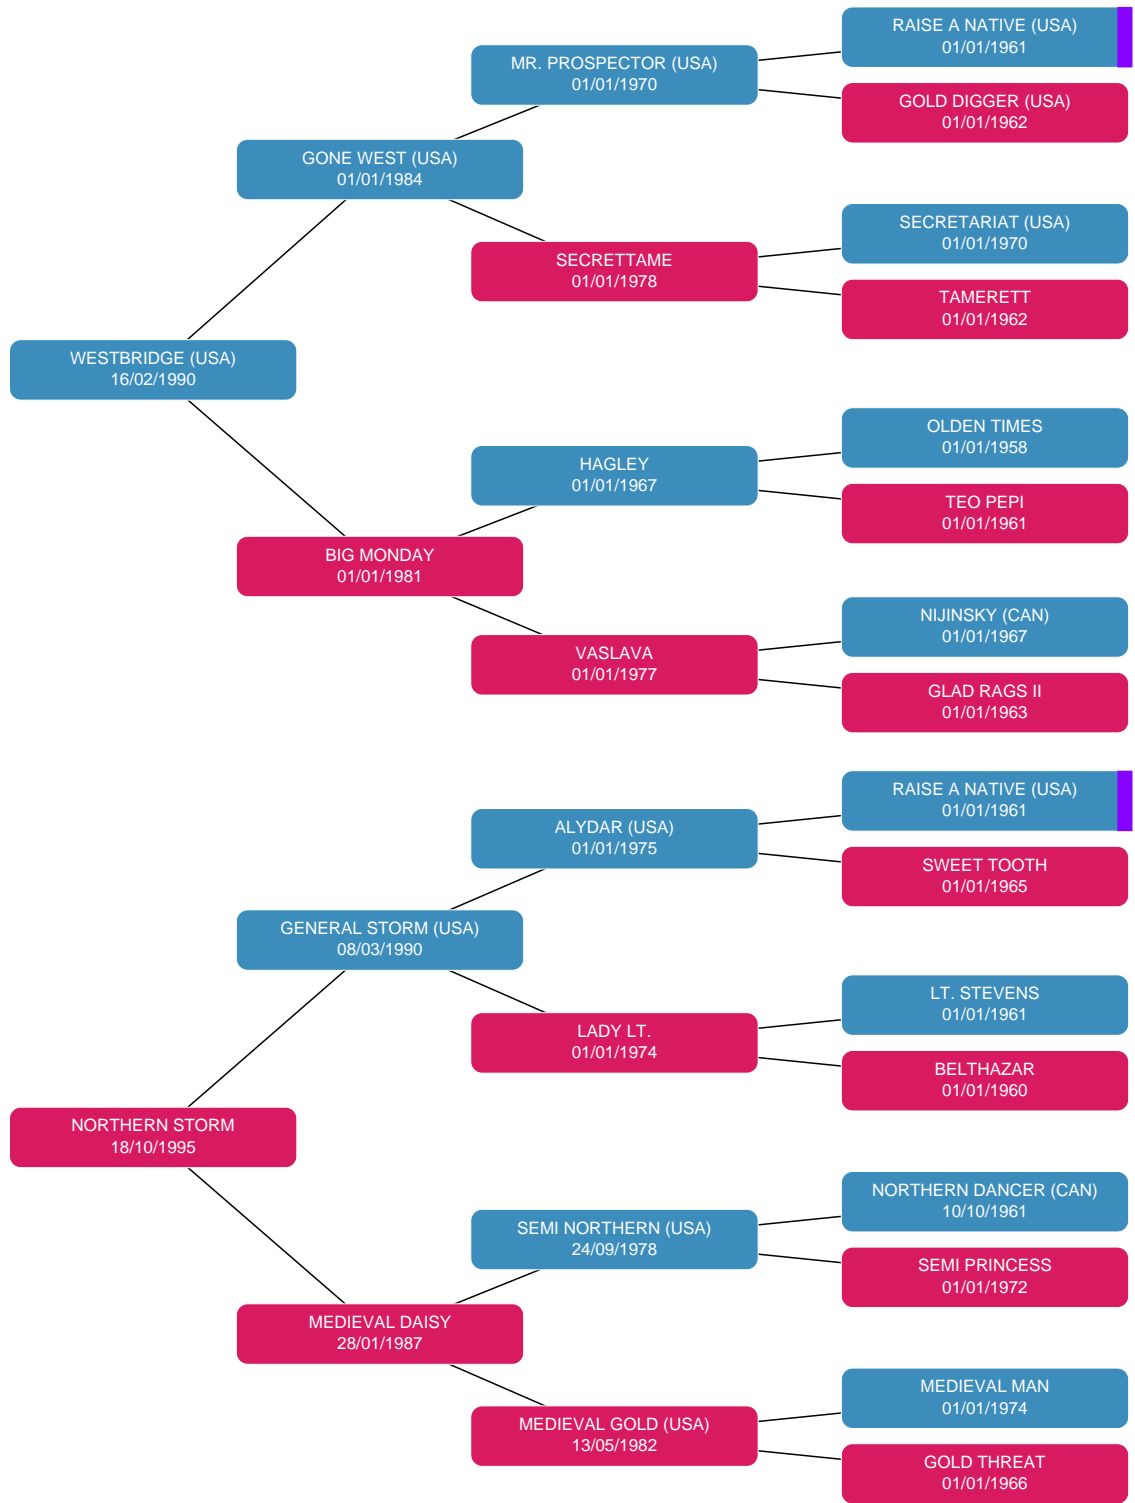 RAISE A NATIVE (USA)
01/01/1961
MR. PROSPECTOR (USA)
01/01/1970
GOLD DIGGER (USA)
01/01/1962
GONE WEST (USA)
01/01/1984
SECRETARIAT (USA)
01/01/1970
SECRETTAME
01/01/1978
TAMERETT
01/01/1962
WESTBRIDGE (USA)
16/02/1990
OLDEN TIMES
01/01/1958
HAGLEY
01/01/1967
TEO PEPI
01/01/1961
BIG MONDAY
01/01/1981
NIJINSKY (CAN)
01/01/1967
VASLAVA
01/01/1977
GLAD RAGS II
01/01/1963
RAISE A NATIVE (USA)
01/01/1961
ALYDAR (USA)
01/01/1975
SWEET TOOTH
01/01/1965
GENERAL STORM (USA)
08/03/1990
LT. STEVENS
01/01/1961
LADY LT.
01/01/1974
BELTHAZAR
01/01/1960
NORTHERN STORM
18/10/1995
NORTHERN DANCER (CAN)
10/10/1961
SEMI NORTHERN (USA)
24/09/1978
SEMI PRINCESS
01/01/1972
MEDIEVAL DAISY
28/01/1987
MEDIEVAL MAN
01/01/1974
MEDIEVAL GOLD (USA)
13/05/1982
GOLD THREAT
01/01/1966